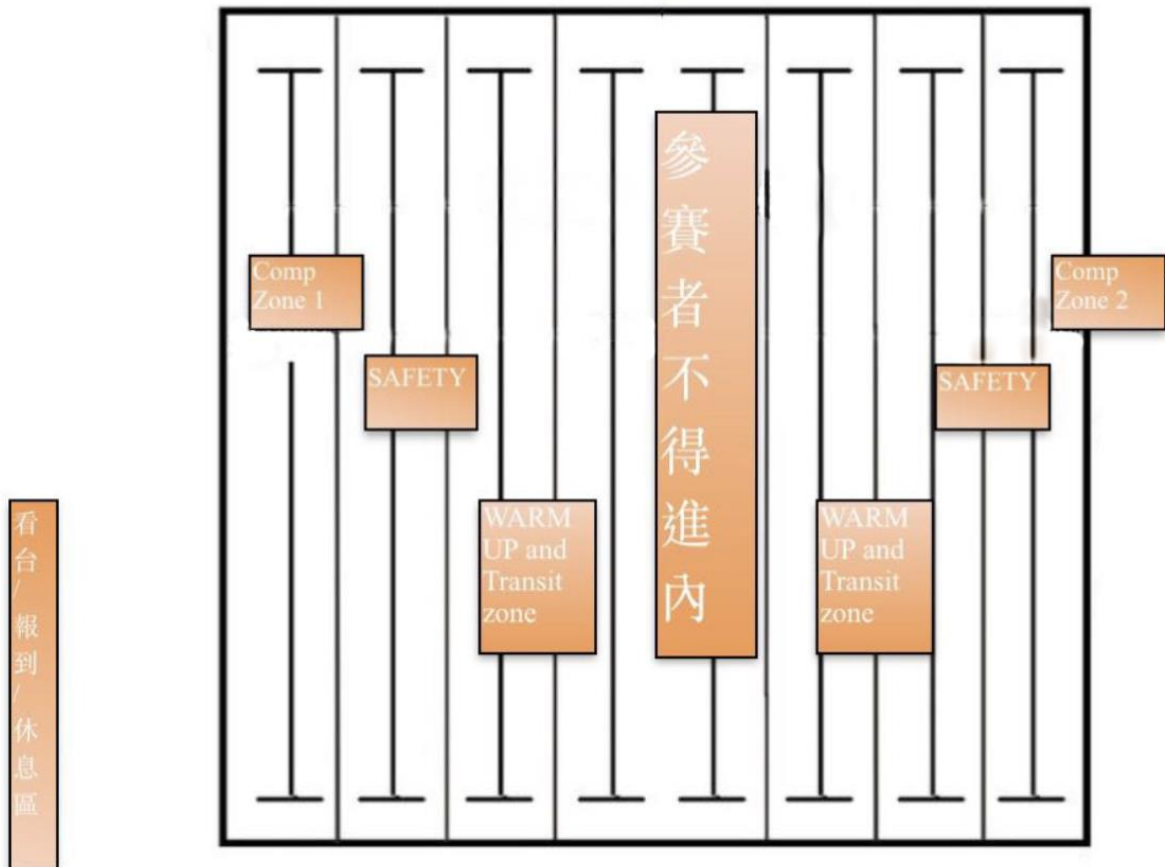 Comp
Zone 1
SAFETY
WARM
UP and
Transit
zone
參賽者不得進內
WARM
UP and
Transit
zone
SAFETY
Comp
Zone 2
看台/報到/休息區